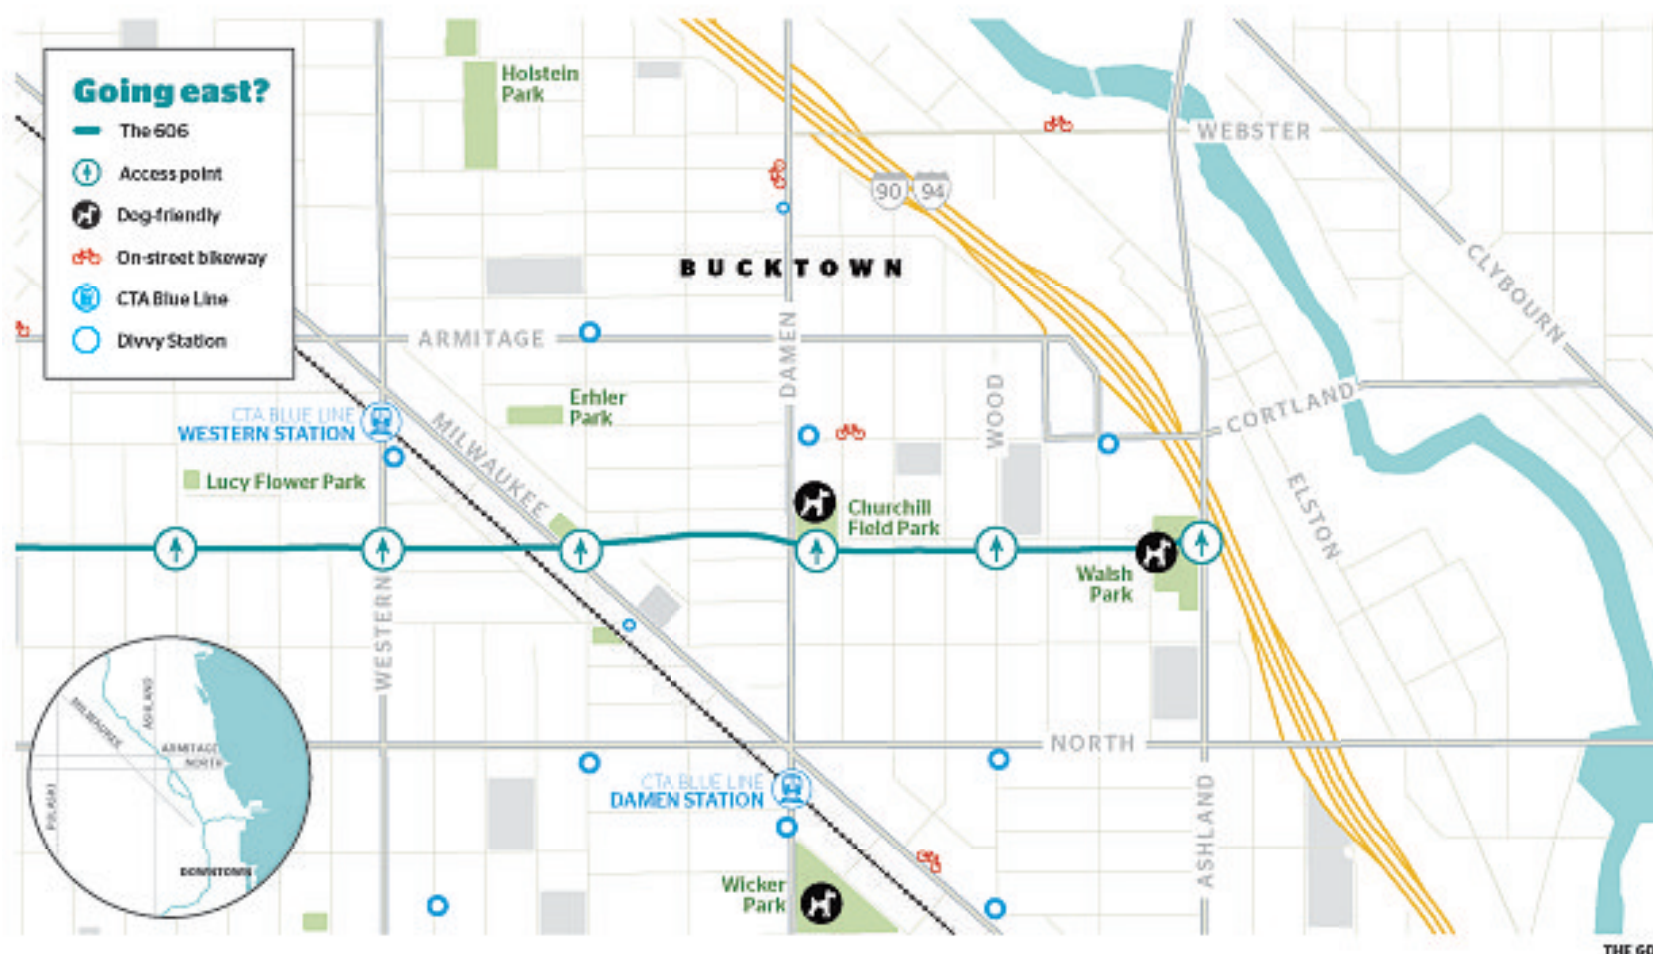 Going east?
The 606
Access point
Dog-friendly
On-street bikeway
CTA Blue Line
Divvy Station
Holstein
Park
WEBSTER
90
94
BUCKTOWN
CLYBOURN
ARMITAGE
DAMEN
Erhler
Park
WOOD
CORTLAND
CTA BLUE LINE
WESTERN STATION
MILWAUKEE
Lucy Flower Park
Churchill
Field Park
ELSTON
Walsh
Park
WESTERN
NORTH
CTA BLUE LINE
DAMEN STATION
ASHLAND
Wicker
Park
MILWAUKEE
ASHLAND
ARMITAGE
NORTH
PULASKI
DOWNTOWN
THE 60